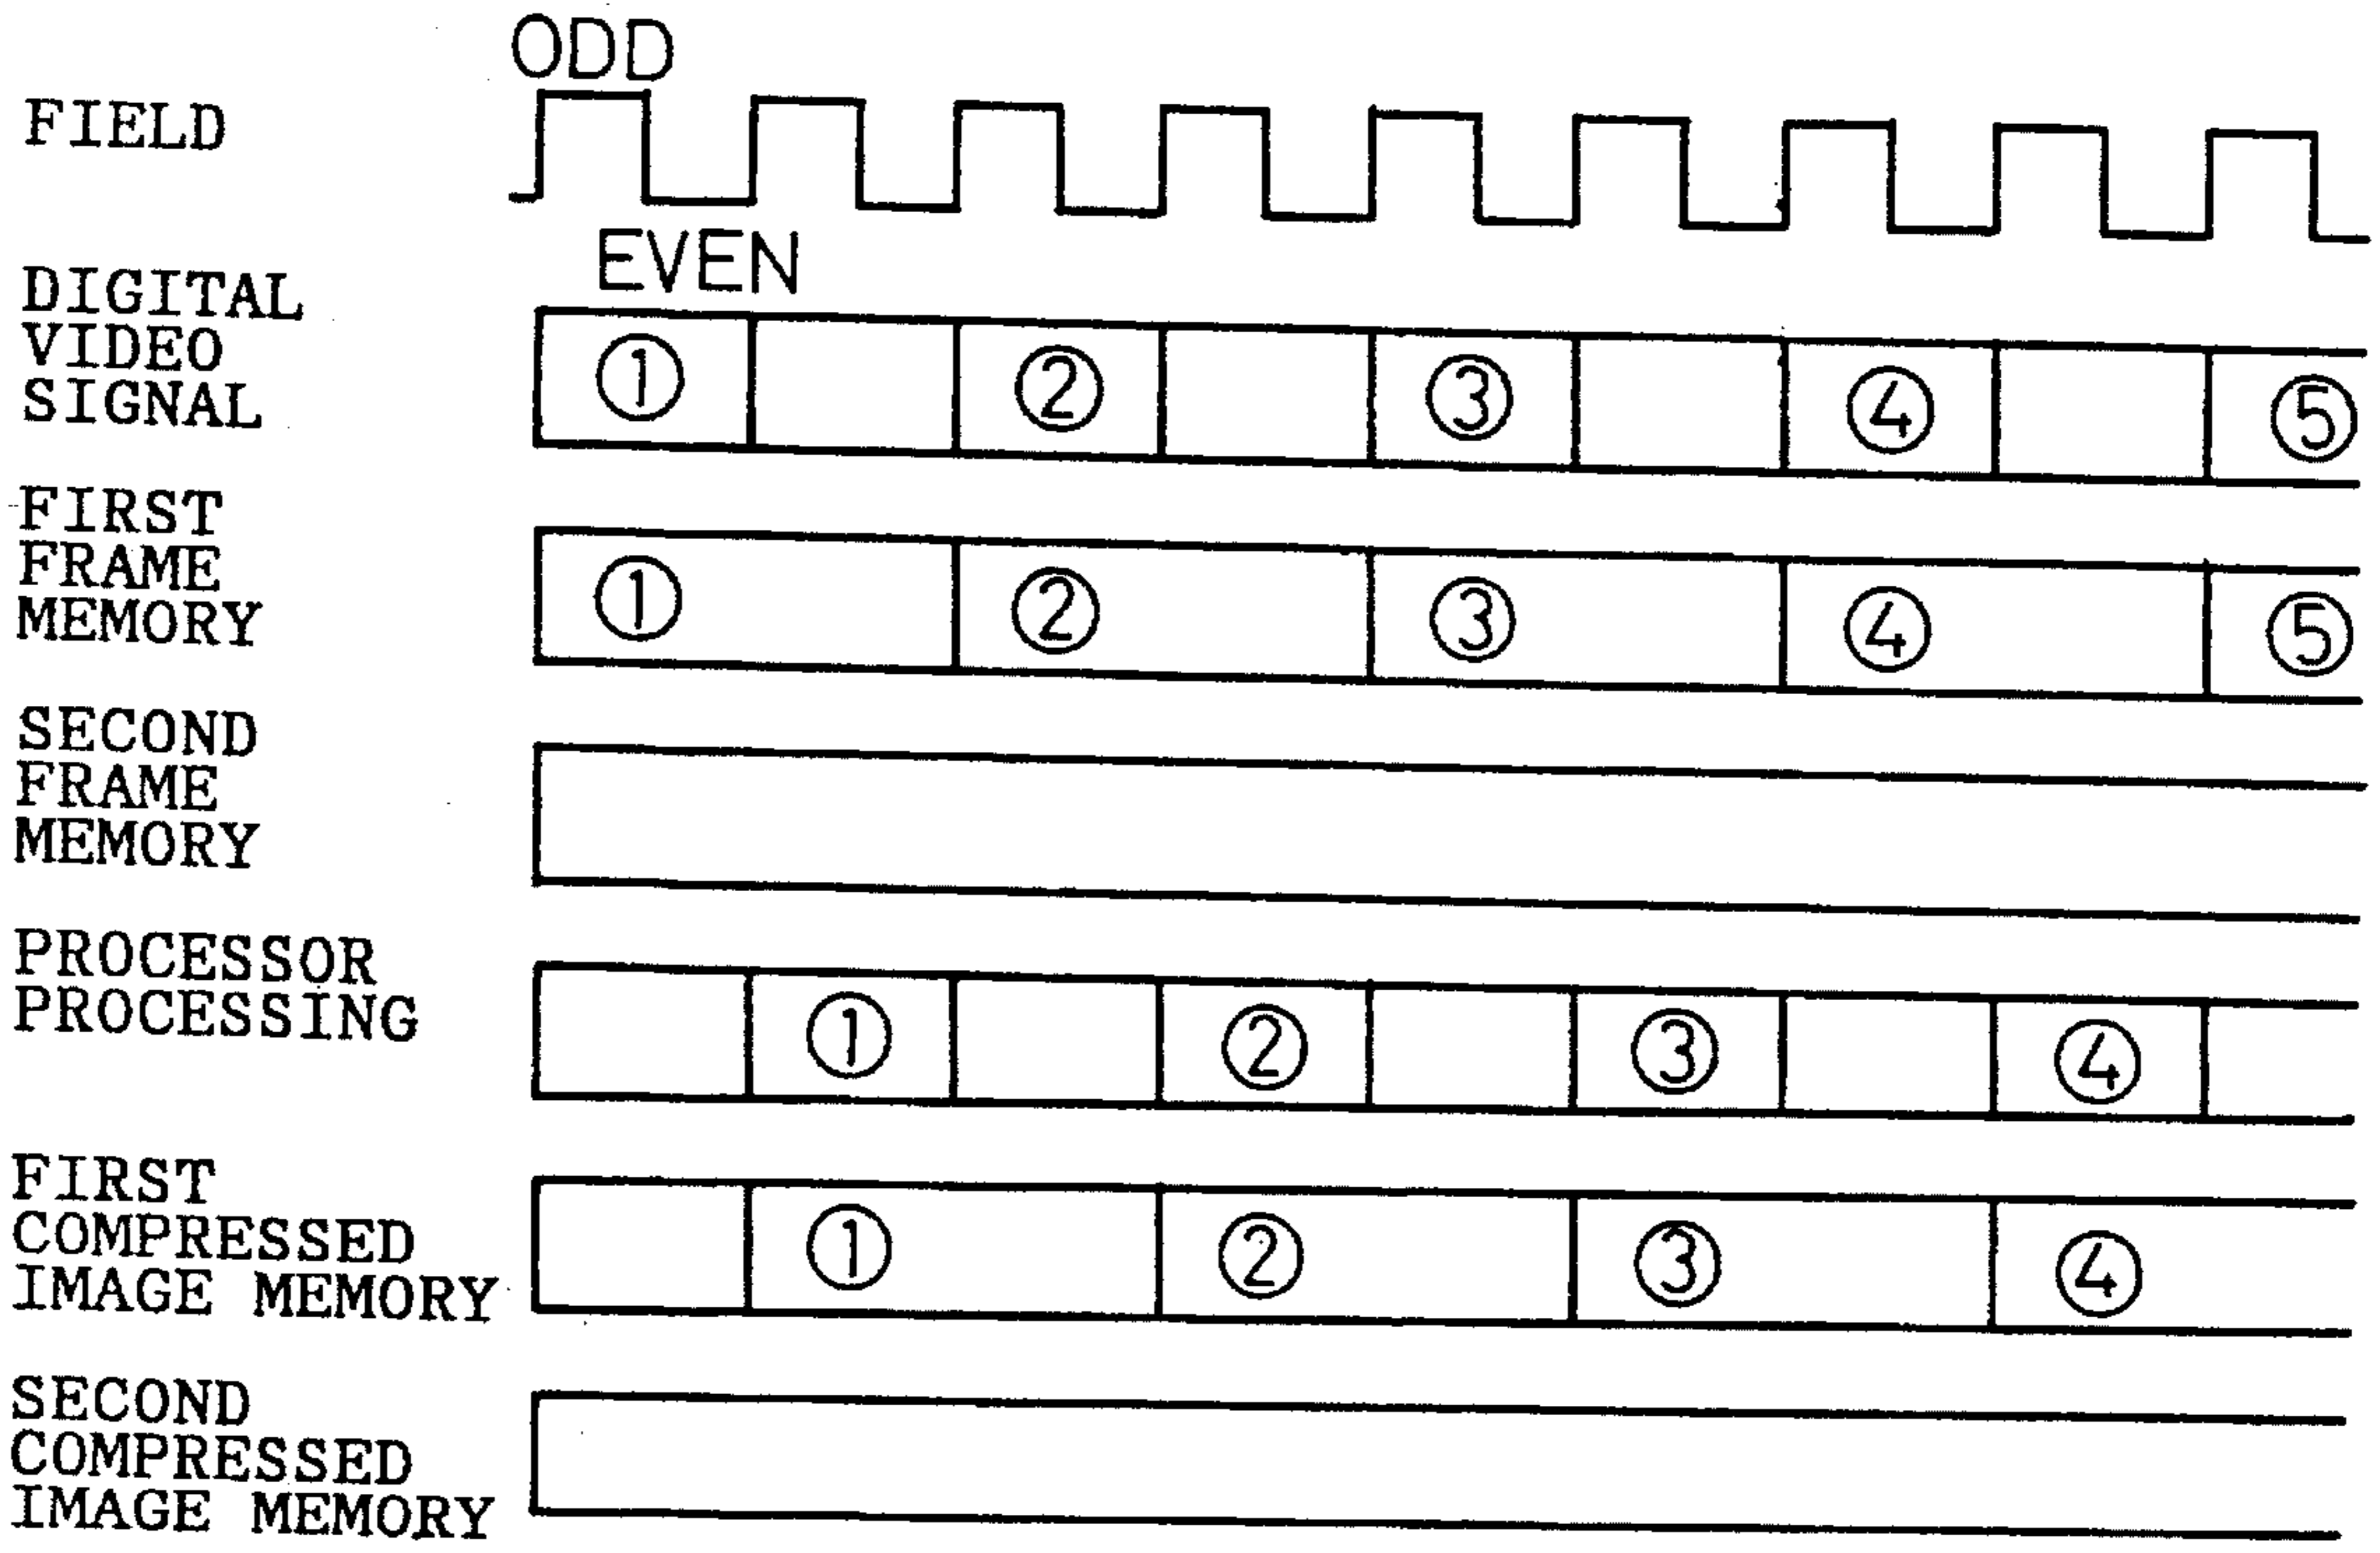 ODD
FIELD
EVEN
DIGITAL
VIDEO
SIGNAL
① ② ③ ④ ⑤
FIRST
FRAME
MEMORY
① ② ③ ④ ⑤
SECOND
FRAME
MEMORY
PROCESSOR
PROCESSING
① ② ③ ④
FIRST
COMPRESSED
IMAGE MEMORY
① ② ③ ④
SECOND
COMPRESSED
IMAGE MEMORY